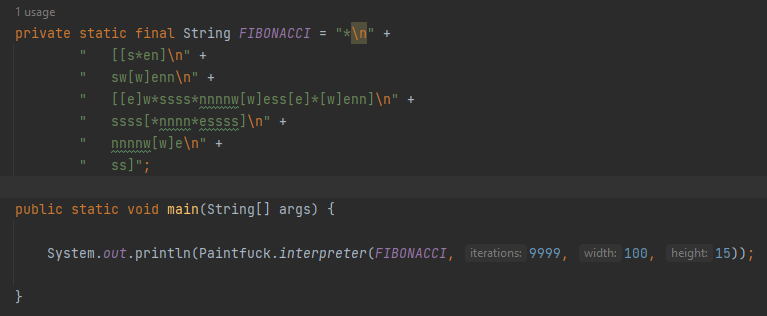 1 usage
private static final String FIBONACCI = "*\n" +
"   [[s*en]\n" +
"   sw[w]enn\n" +
"   [[e]w*ssss*nnnnw[w]ess[e]*[w]enn]\n" +
"   ssss[*nnnn*essss]\n" +
"   nnnnw[w]e\n" +
"   ss]";
public static void main(String[] args) {
System.out.println(Paintfuck.interpreter(FIBONACCI, iterations: 9999, width: 100, height: 15));
}